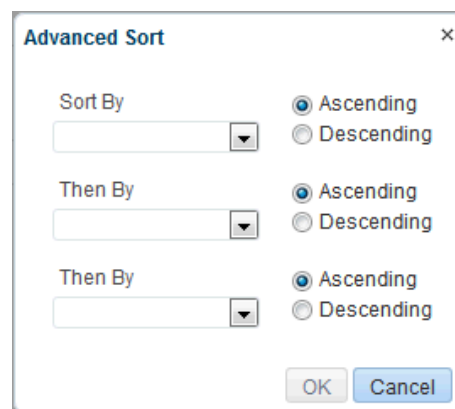 Advanced Sort
Sort By
Ascending
Descending
Then By
Ascending
Descending
Then By
Ascending
Descending
OK Cancel